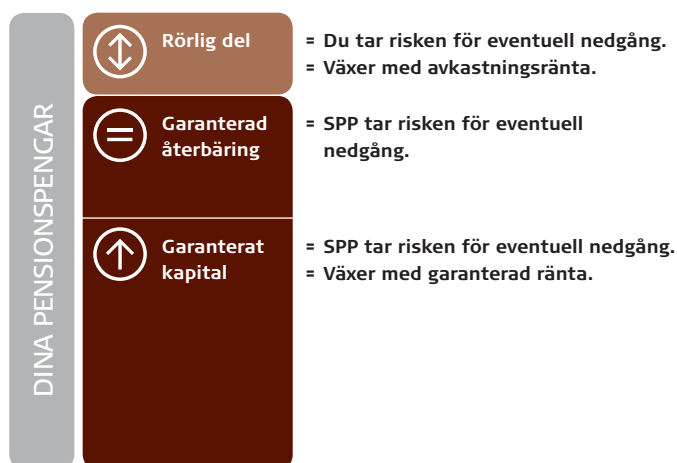 DINA PENSIONSPENGAR
Rörlig del
= Du tar risken för eventuell nedgång.
= Växer med avkastningsränta.
Garanterad
återbäring
= SPP tar risken för eventuell
nedgång.
Garanterat
kapital
= SPP tar risken för eventuell nedgång.
= Växer med garanterad ränta.